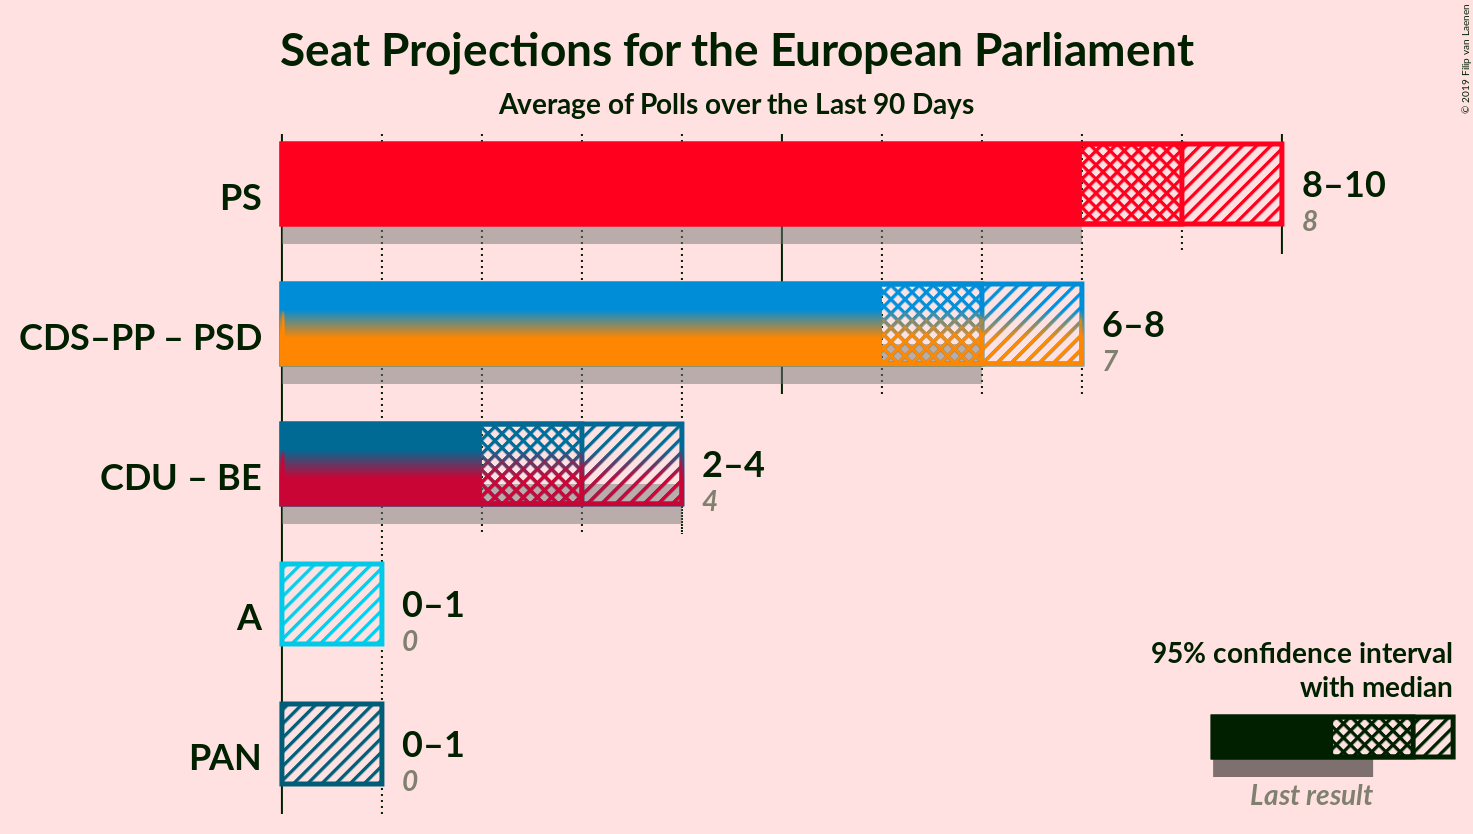 Seat Projections for the European Parliament
Average of Polls over the Last 90 Days
© 2019 Filip van Laenen
PS
8–10
8
CDS–PP – PSD
6–8
7
CDU – BE
2–4
4
A
0–1
0
PAN
0–1
0
95% confidence interval
with median
Last result